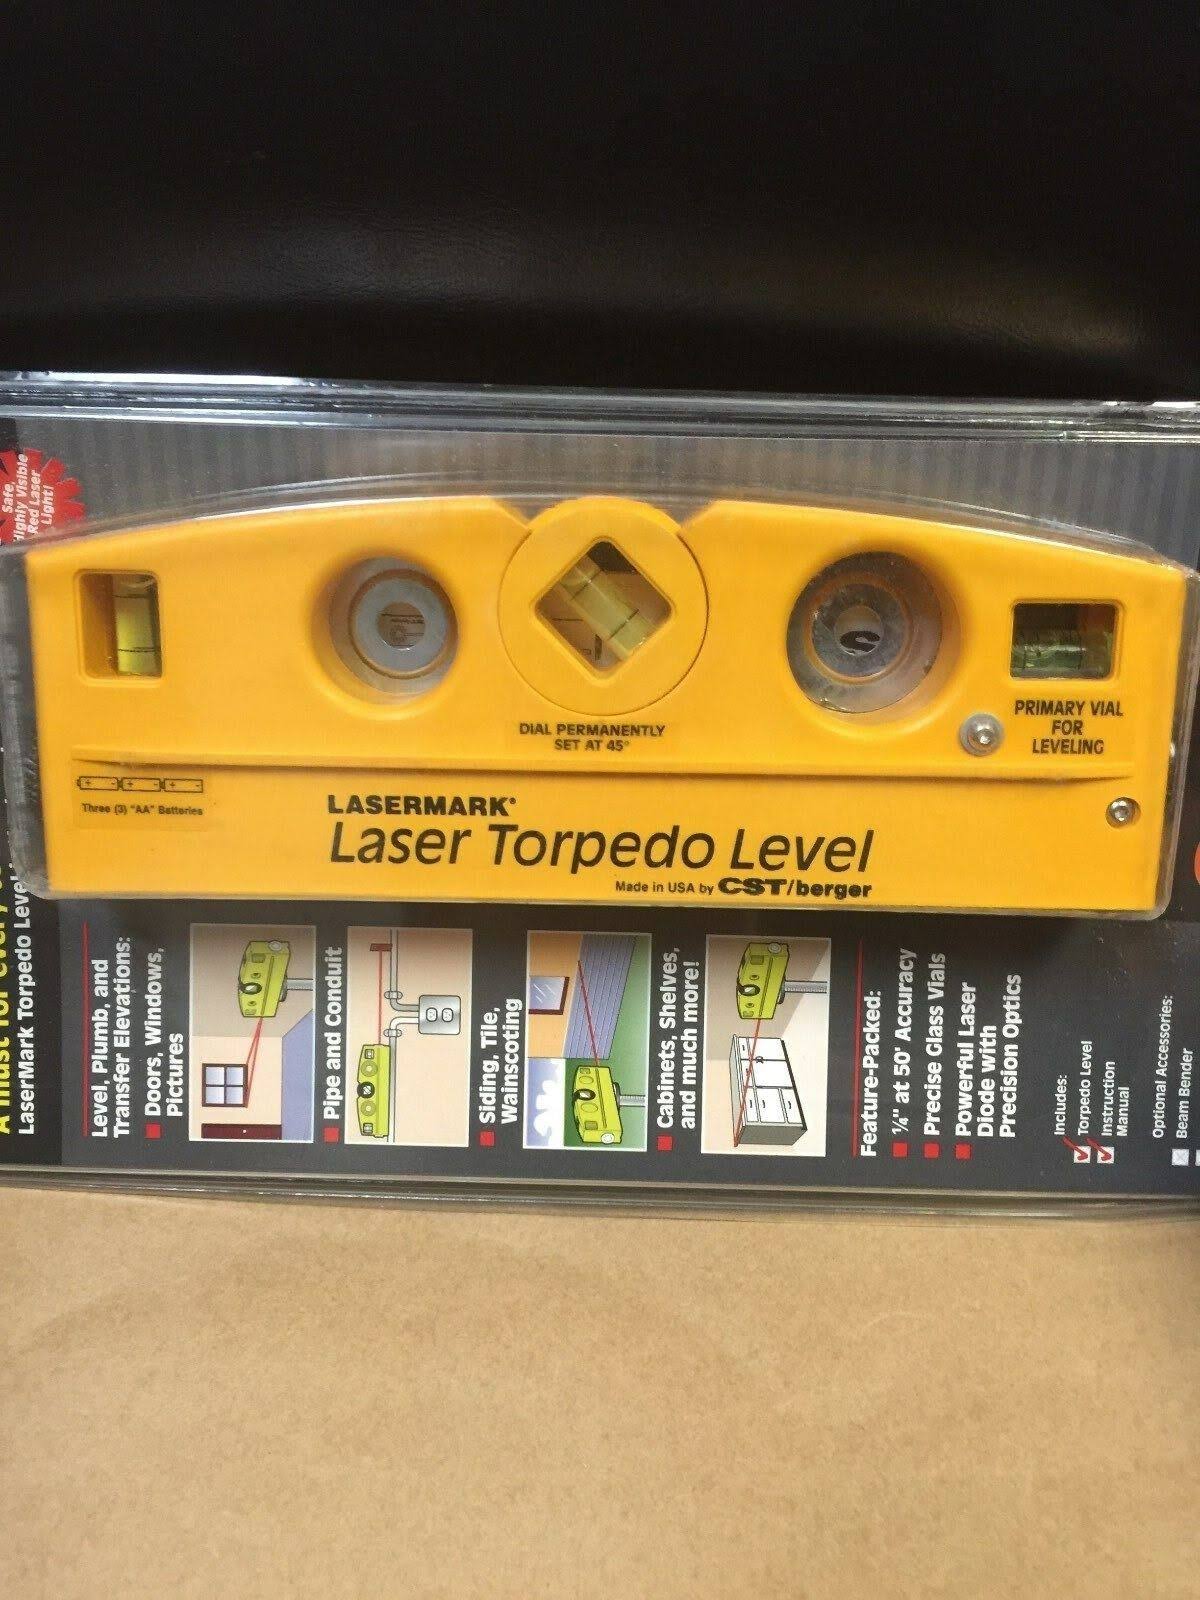 Safe,
Highly Visible
Red Laser
Light!
PRIMARY VIAL
FOR
LEVELING
DIAL PERMANENTLY
SET AT 45°
Three (3) "AA" Batteries
LASERMARK®
Laser Torpedo Level
Made in USA by CST/berger
A must for every
LaserMark Torpedo Level
Level, Plumb, and
Transfer Elevations:
Doors, Windows,
Pictures
Pipe and Conduit
Siding, Tile,
Wainscoting
Cabinets, Shelves,
and much more!
Feature-Packed:
1/4" at 50' Accuracy
Precise Glass Vials
Powerful Laser
Diode with
Precision Optics
Includes:
Torpedo Level
Instruction
Manual
Optional Accessories:
Beam Bender